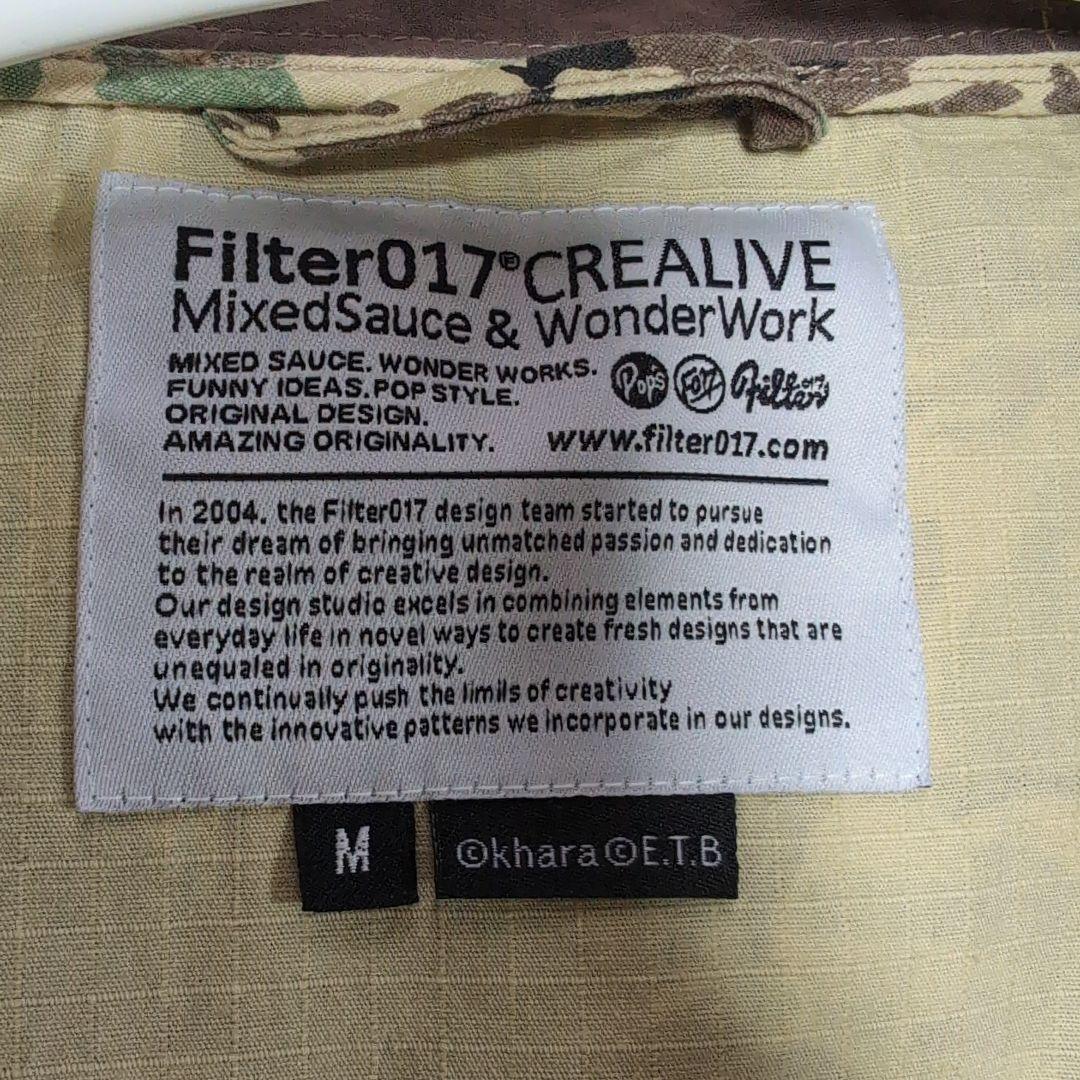 Filter017® CREALIVE
MixedSauce & WonderWork
MIXED SAUCE. WONDER WORKS.
FUNNY IDEAS. POP STYLE.
ORIGINAL DESIGN.
AMAZING ORIGINALITY.
Pop's F017 Filter017
www.filter017.com
In 2004, the Filter017 design team started to pursue
their dream of bringing unmatched passion and dedication
to the realm of creative design.
Our design studio excels in combining elements from
everyday life in novel ways to create fresh designs that are
unequaled in originality.
We continually push the limils of creativity
with the innovative patterns we incorporate in our designs.
M
©khara ©E.T.B